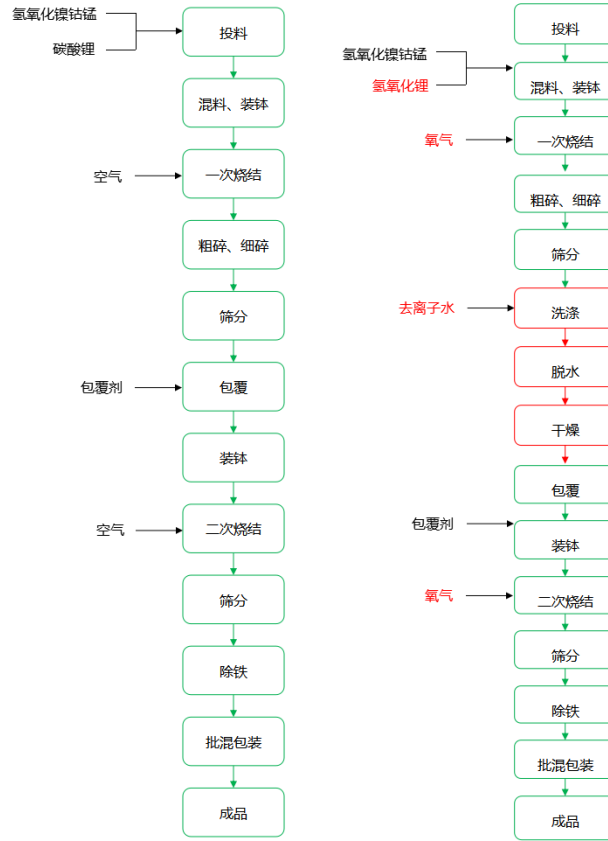 氢氧化镍钴锰
碳酸锂
投料
混料、装钵
空气
一次烧结
粗碎、细碎
筛分
包覆剂
包覆
装钵
空气
二次烧结
筛分
除铁
批混包装
成品
投料
氢氧化镍钴锰
氢氧化锂
混料、装钵
氧气
一次烧结
粗碎、细碎
筛分
去离子水
洗涤
脱水
干燥
包覆
包覆剂
装钵
氧气
二次烧结
筛分
除铁
批混包装
成品